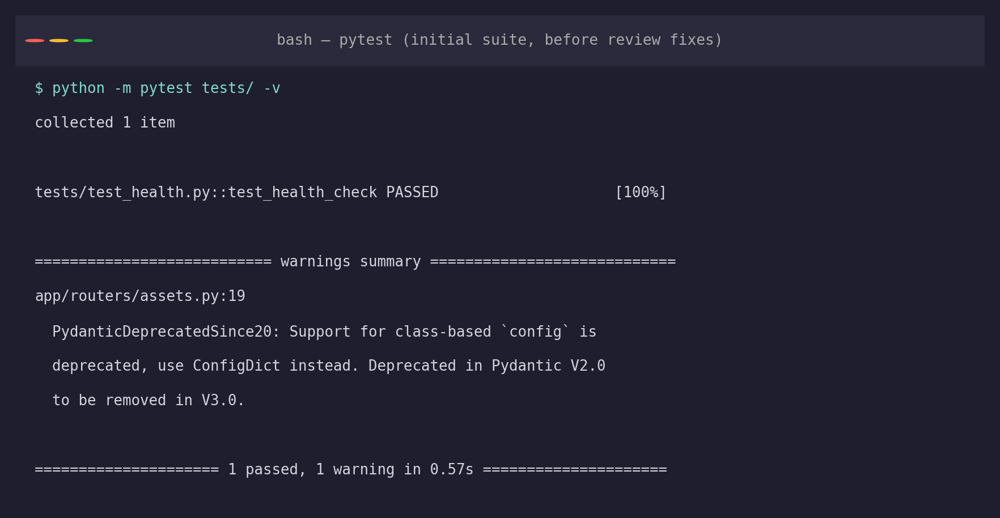 bash — pytest (initial suite, before review fixes)
$ python -m pytest tests/ -v
collected 1 item
tests/test_health.py::test_health_check PASSED                    [100%]
=========================== warnings summary ============================
app/routers/assets.py:19
  PydanticDeprecatedSince20: Support for class-based `config` is
  deprecated, use ConfigDict instead. Deprecated in Pydantic V2.0
  to be removed in V3.0.
===================== 1 passed, 1 warning in 0.57s =====================